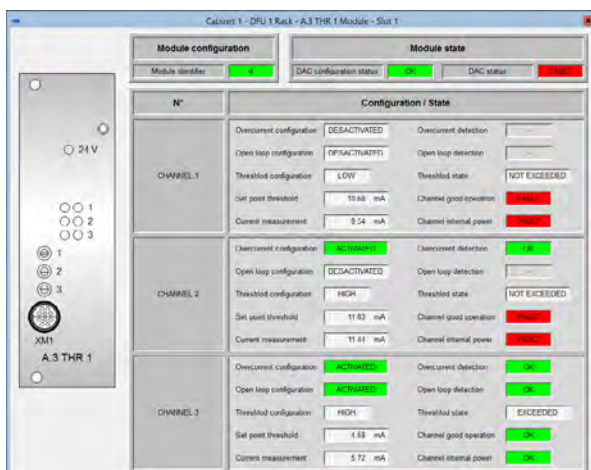 Cabinet 1 - DFU 1 Rack - A.3 THR 1 Module - Slot 1
Module configuration
Module state
Module identifier 4
DAC configuration status OK DAC status FAULT
N° Configuration / State
24 V
1
2
3
1
2
3
XM1
A.3 THR 1
CHANNEL 1
Overcurrent configuration DESACTIVATED Overcurrent detection -
Open loop configuration DESACTIVATED Open loop detection -
Threshlod configuration LOW Threshlod state NOT EXCEEDED
Set point threshold 10.68 mA Channel good operation FAULT
Current measurement 9.54 mA Channel internal power FAULT
CHANNEL 2
Overcurrent configuration ACTIVATED Overcurrent detection OK
Open loop configuration DESACTIVATED Open loop detection -
Threshlod configuration HIGH Threshlod state NOT EXCEEDED
Set point threshold 11.83 mA Channel good operation FAULT
Current measurement 11.41 mA Channel internal power FAULT
CHANNEL 3
Overcurrent configuration ACTIVATED Overcurrent detection OK
Open loop configuration ACTIVATED Open loop detection OK
Threshlod configuration HIGH Threshlod state EXCEEDED
Set point threshold 4.68 mA Channel good operation OK
Current measurement 5.72 mA Channel internal power OK